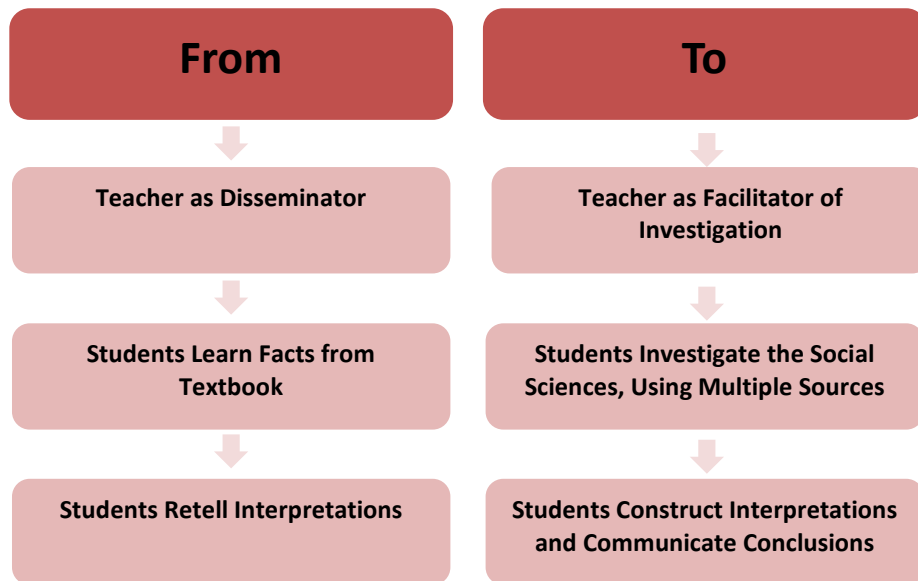 From
Teacher as Disseminator
Students Learn Facts from
Textbook
Students Retell Interpretations
To
Teacher as Facilitator of
Investigation
Students Investigate the Social
Sciences, Using Multiple Sources
Students Construct Interpretations
and Communicate Conclusions